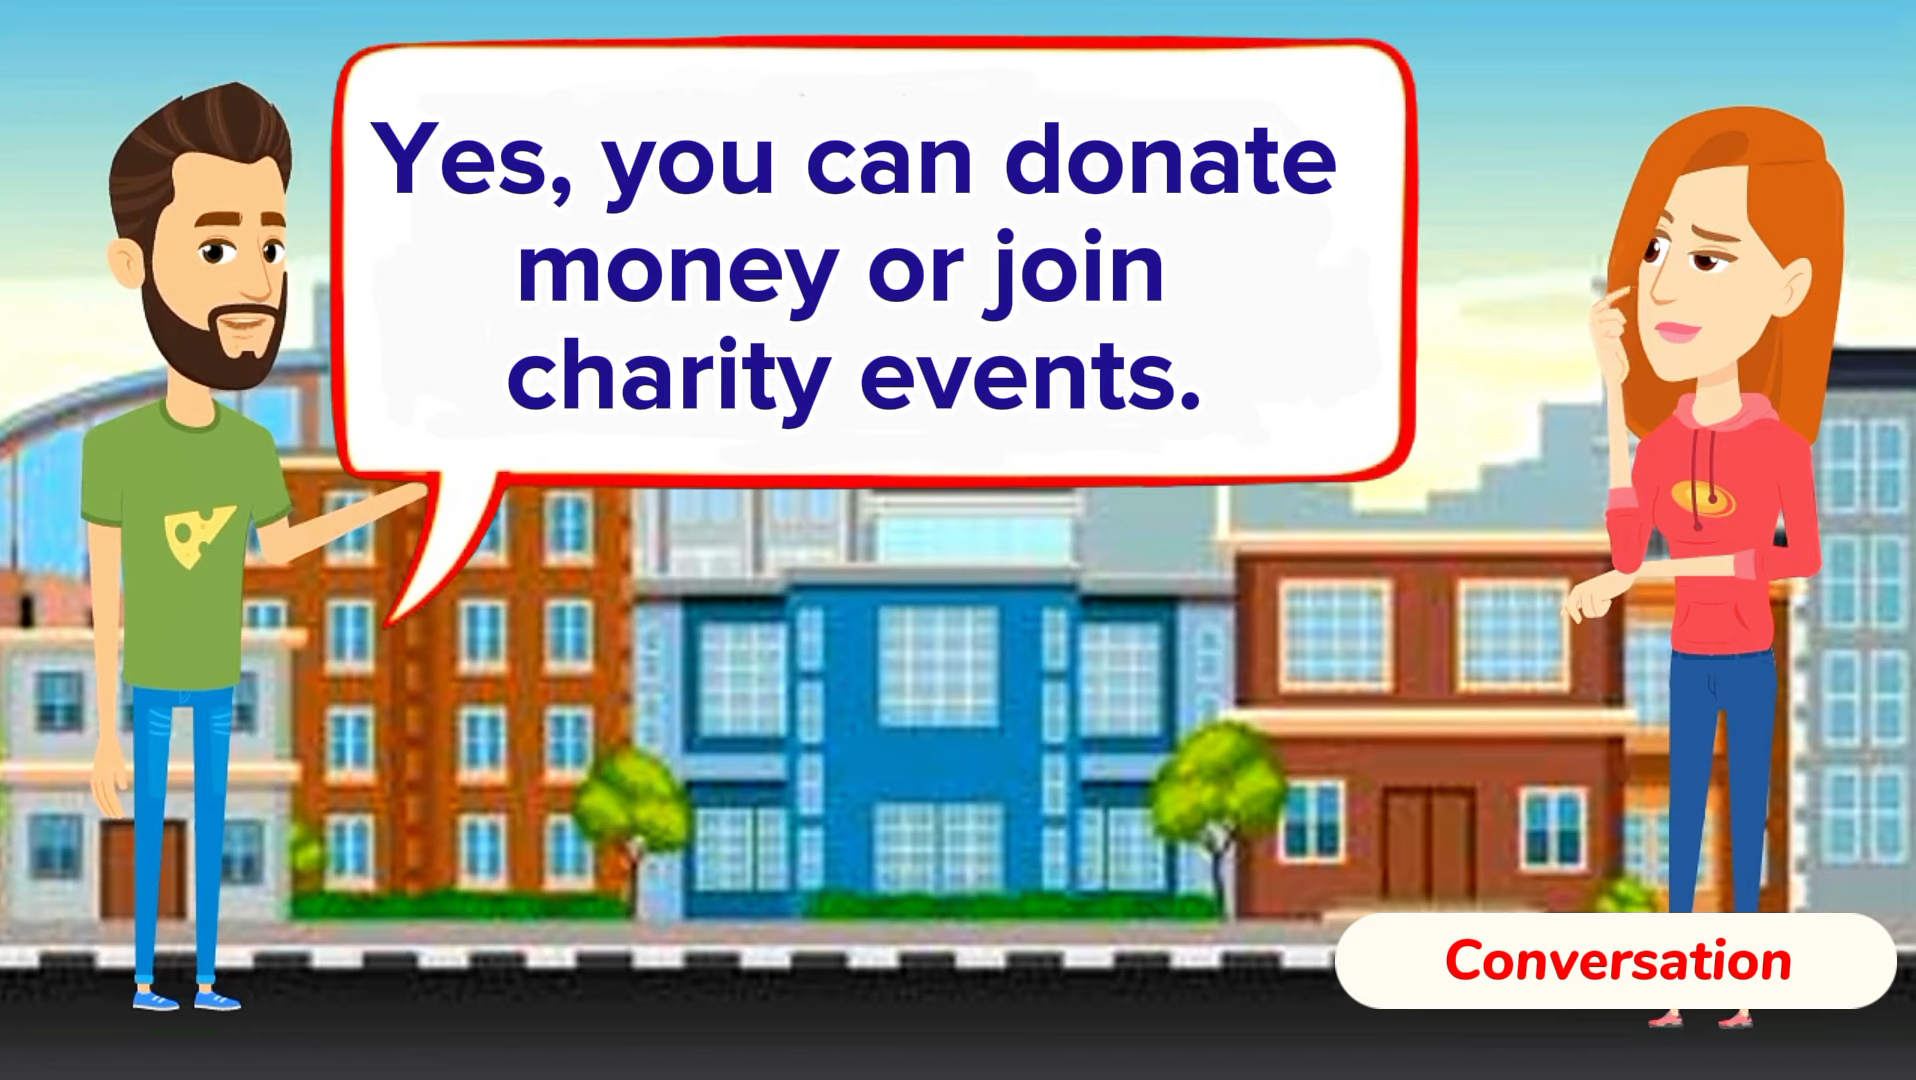 Yes, you can donate
money or join
charity events.
Conversation